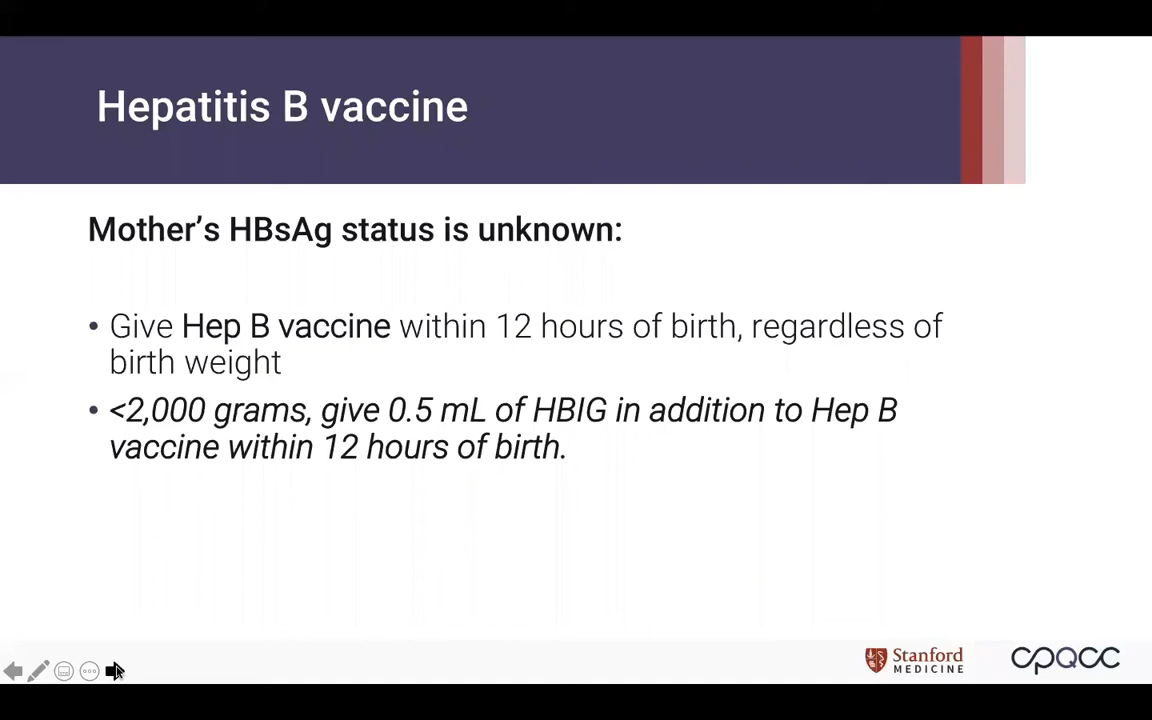 Hepatitis B vaccine
Mother's HBsAg status is unknown:
• Give Hep B vaccine within 12 hours of birth, regardless of
birth weight
• <2,000 grams, give 0.5 mL of HBIG in addition to Hep B
vaccine within 12 hours of birth.
Stanford
MEDICINE
cpqcc